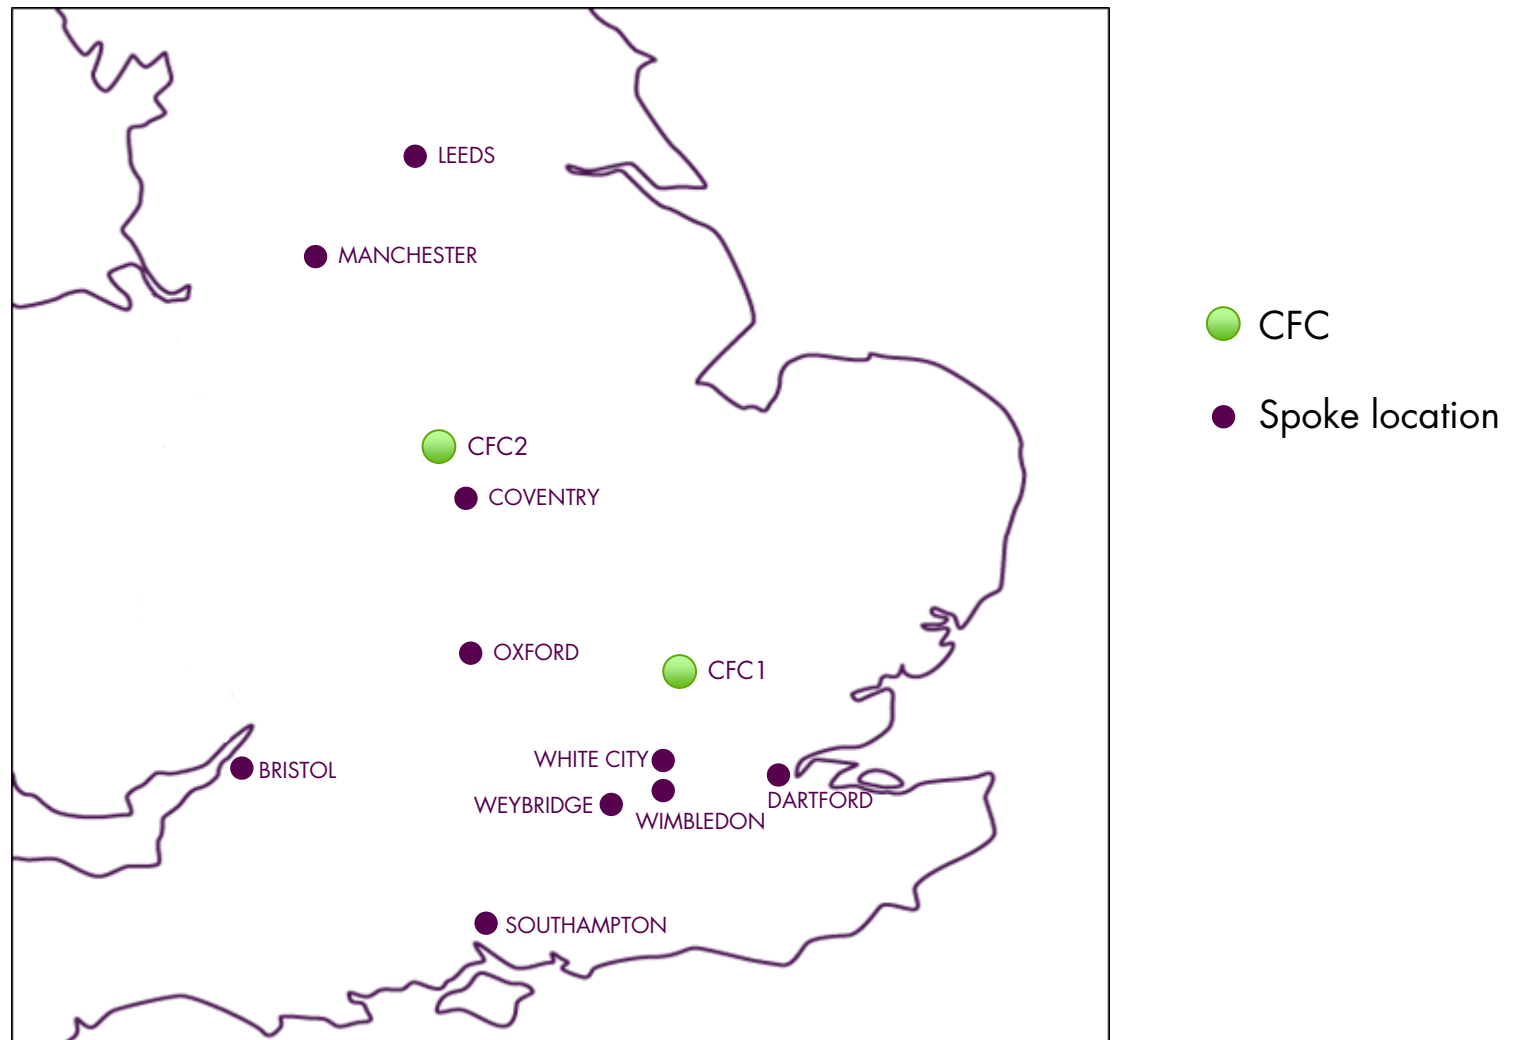 LEEDS
MANCHESTER
CFC
Spoke location
CFC2
COVENTRY
OXFORD
CFC1
WHITE CITY
BRISTOL
WEYBRIDGE
DARTFORD
WIMBLEDON
SOUTHAMPTON